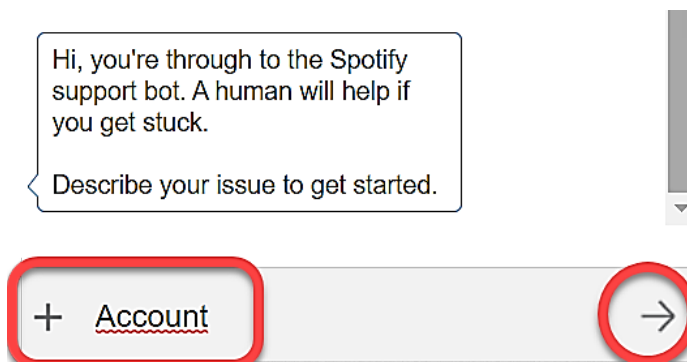 Hi, you're through to the Spotify
support bot. A human will help if
you get stuck.
Describe your issue to get started.
Account